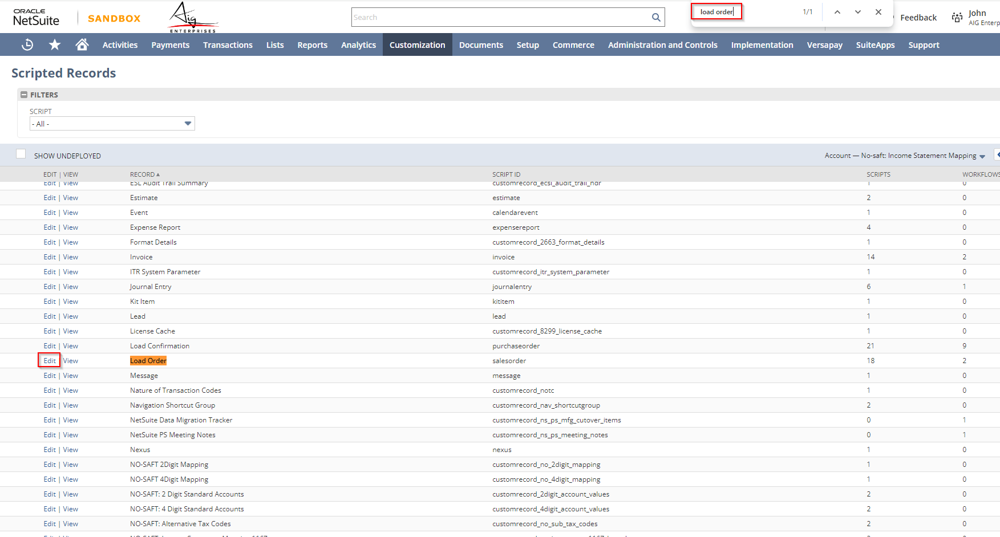 ORACLE
NetSuite
SANDBOX
Aig
ENTERPRISES
Search
load order
1/1
Feedback
John
AIG Enterp
Activities Payments Transactions Lists Reports Analytics Customization Documents Setup Commerce Administration and Controls Implementation Versapay SuiteApps Support
Scripted Records
FILTERS
SCRIPT
- All -
SHOW UNDEPLOYED Account — No-saft: Income Statement Mapping
EDIT | VIEW RECORD SCRIPT ID SCRIPTS WORKFLOWS
Edit | View ESL Audit Trail Summary customrecord_ecsl_audit_trail_hdr 1 0
Edit | View Estimate estimate 2 0
Edit | View Event calendarevent 1 0
Edit | View Expense Report expensereport 4 0
Edit | View Format Details customrecord_2663_format_details 1 0
Edit | View Invoice invoice 14 2
Edit | View ITR System Parameter customrecord_itr_system_parameter 1 0
Edit | View Journal Entry journalentry 6 1
Edit | View Kit Item kititem 1 0
Edit | View Lead lead 1 0
Edit | View License Cache customrecord_8299_license_cache 1 0
Edit | View Load Confirmation purchaseorder 21 9
Edit View Load Order salesorder 18 2
Edit | View Message message 1 0
Edit | View Nature of Transaction Codes customrecord_notc 1 0
Edit | View Navigation Shortcut Group customrecord_nav_shortcutgroup 2 0
Edit | View NetSuite Data Migration Tracker customrecord_ns_ps_mfg_cutover_items 0 1
Edit | View NetSuite PS Meeting Notes customrecord_ns_ps_meeting_notes 0 1
Edit | View Nexus nexus 1 0
Edit | View NO-SAFT 2Digit Mapping customrecord_no_2digit_mapping 1 0
Edit | View NO-SAFT 4Digit Mapping customrecord_no_4digit_mapping 1 0
Edit | View NO-SAFT: 2 Digit Standard Accounts customrecord_2digit_account_values 2 0
Edit | View NO-SAFT: 4 Digit Standard Accounts customrecord_4digit_account_values 2 0
Edit | View NO-SAFT: Alternative Tax Codes customrecord_no_sub_tax_codes 2 0